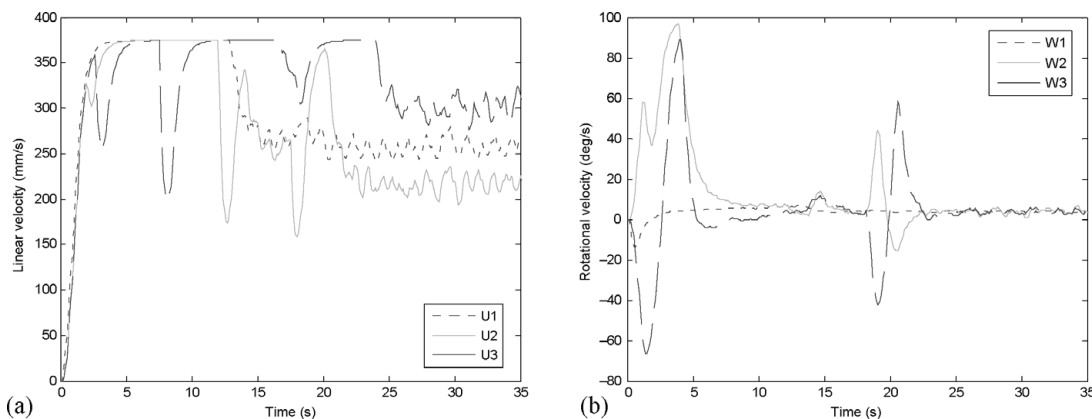 400
350
300
250
200
150
100
50
0
Linear velocity (mm/s)
0 5 10 15 20 25 30 35
Time (s)
U1
U2
U3
(a)
100
80
60
40
20
0
−20
−40
−60
−80
Rotational velocity (deg/s)
0 5 10 15 20 25 30 35
Time (s)
W1
W2
W3
(b)